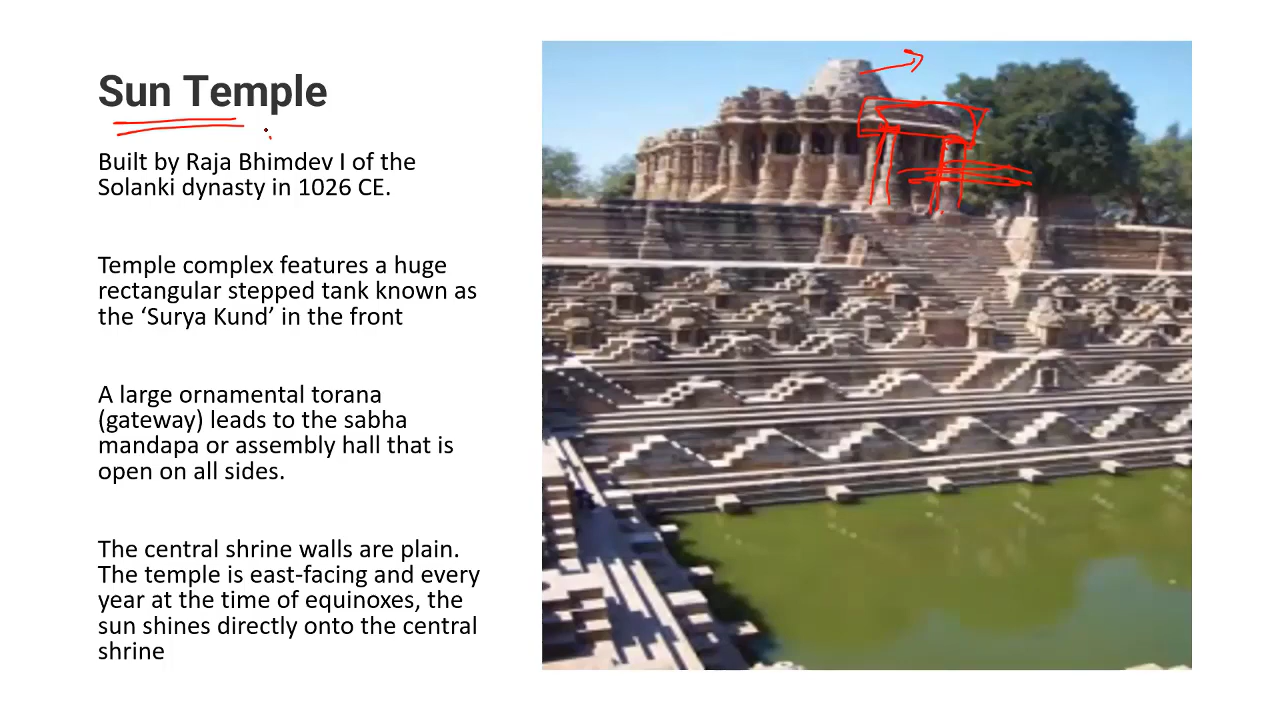 Sun Temple
Built by Raja Bhimdev I of the
Solanki dynasty in 1026 CE.
Temple complex features a huge
rectangular stepped tank known as
the ‘Surya Kund’ in the front
A large ornamental torana
(gateway) leads to the sabha
mandapa or assembly hall that is
open on all sides.
The central shrine walls are plain.
The temple is east-facing and every
year at the time of equinoxes, the
sun shines directly onto the central
shrine